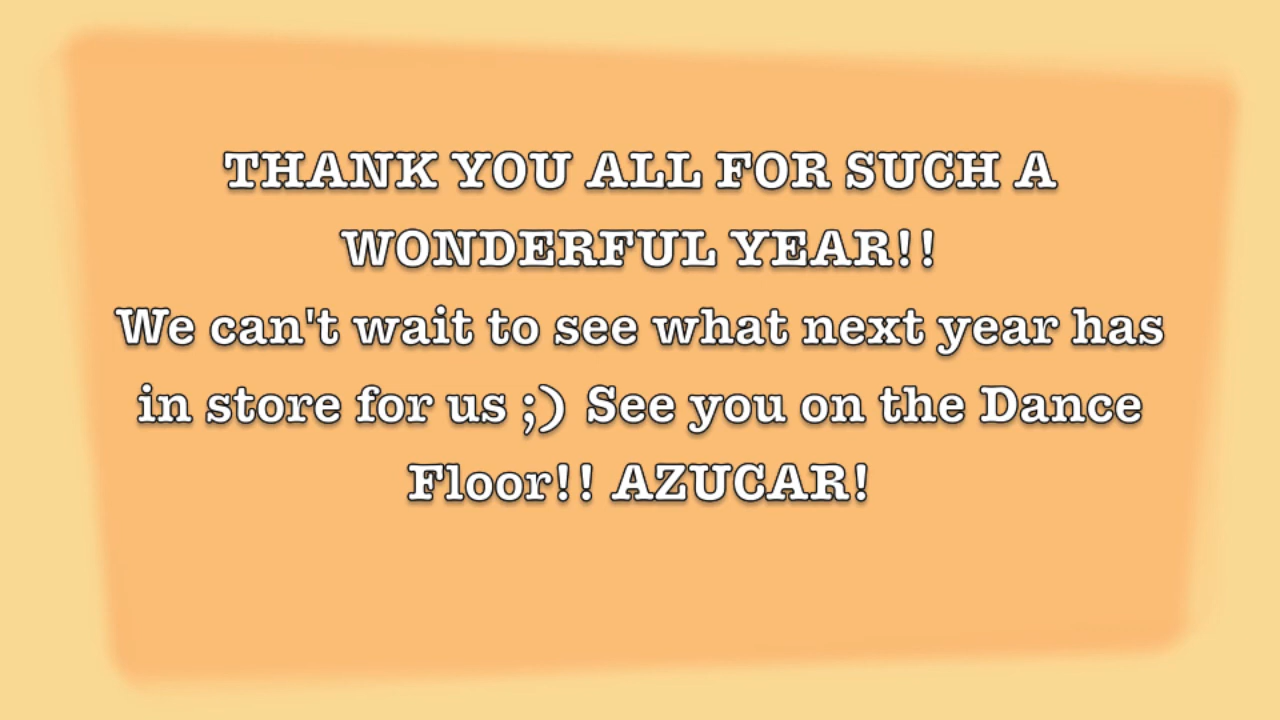 THANK YOU ALL FOR SUCH A
WONDERFUL YEAR!!
We can't wait to see what next year has
in store for us ;) See you on the Dance
Floor!! AZUCAR!